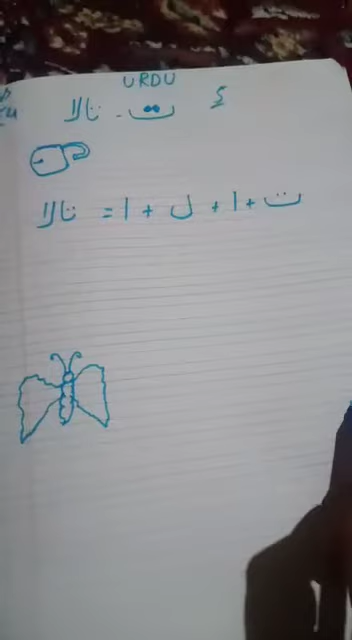 URDU
ت - تالا
ت + ا + ل + ا = تالا